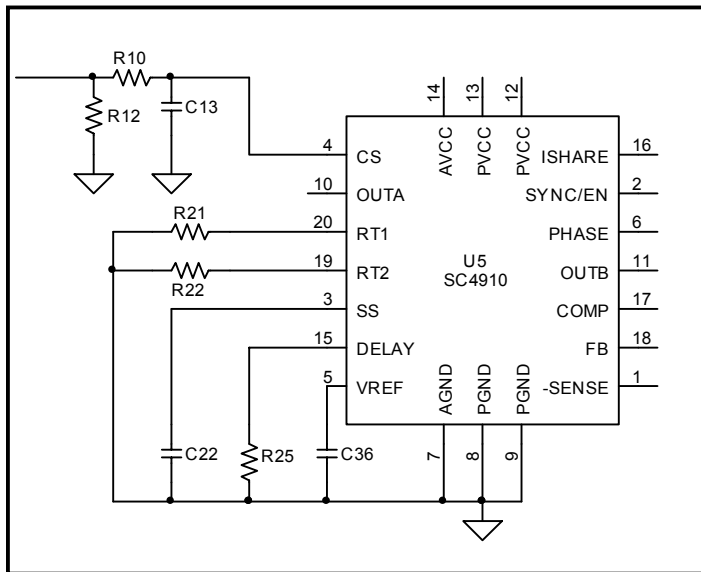 R10
R12
C13
14
13
12
AVCC
PVCC
PVCC
4
CS
ISHARE
16
10
OUTA
SYNC/EN
2
R21
20
RT1
PHASE
6
R22
19
RT2
U5
SC4910
OUTB
11
3
SS
COMP
17
15
DELAY
FB
18
5
VREF
-SENSE
1
AGND
PGND
PGND
C22
R25
C36
7
8
9